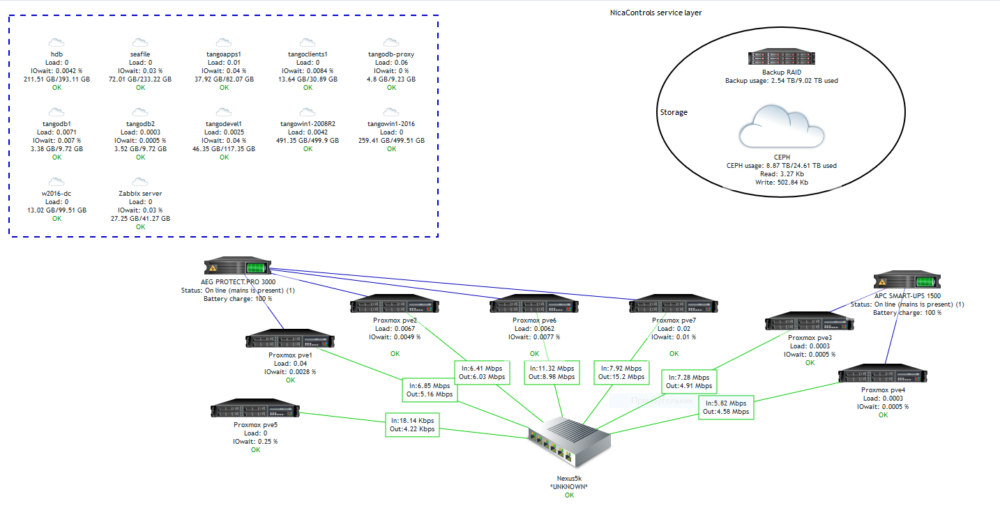 NicaControls service layer
hdb
Load: 0
IOwait: 0.0042 %
211.51 GB/393.11 GB
OK
seafile
Load: 0
IOwait: 0.03 %
72.01 GB/233.22 GB
OK
tangoapps1
Load: 0.01
IOwait: 0.04 %
37.92 GB/82.07 GB
OK
tangoclients1
Load: 0
IOwait: 0.0084 %
13.64 GB/30.89 GB
OK
tangodb-proxy
Load: 0.06
IOwait: 0 %
4.8 GB/9.23 GB
OK
tangodb1
Load: 0.0071
IOwait: 0.007 %
3.38 GB/9.72 GB
OK
tangodb2
Load: 0.0003
IOwait: 0.0005 %
3.52 GB/9.72 GB
OK
tangodevel1
Load: 0.0025
IOwait: 0.04 %
46.35 GB/117.35 GB
OK
tangowin1-2008R2
Load: 0.0042
491.35 GB/499.9 GB
OK
tangowin1-2016
Load: 0
259.41 GB/499.51 GB
OK
w2016-dc
Load: 0
13.02 GB/99.51 GB
OK
Zabbix server
Load: 0
IOwait: 0.03 %
27.25 GB/41.27 GB
OK
Backup RAID
Backup usage: 2.54 TB/9.02 TB used
Storage
CEPH
CEPH usage: 8.87 TB/24.61 TB used
Read: 3.27 Kb
Write: 502.84 Kb
AEG PROTECT.PRO 3000
Status: On line (mains is present) (1)
Battery charge: 100 %
APC SMART-UPS 1500
Status: On line (mains is present) (1)
Battery charge: 100 %
Proxmox pve2
Load: 0.0067
IOwait: 0.0049 %
OK
Proxmox pve6
Load: 0.0062
IOwait: 0.0077 %
OK
Proxmox pve7
Load: 0.02
IOwait: 0.01 %
OK
Proxmox pve3
Load: 0.0003
IOwait: 0.0005 %
OK
Proxmox pve1
Load: 0.04
IOwait: 0.0028 %
OK
Proxmox pve4
Load: 0.0003
IOwait: 0.0005 %
OK
Proxmox pve5
Load: 0
IOwait: 0.25 %
OK
In:6.85 Mbps
Out:5.16 Mbps
In:6.41 Mbps
Out:6.03 Mbps
In:11.32 Mbps
Out:8.98 Mbps
In:7.92 Mbps
Out:15.2 Mbps
In:7.28 Mbps
Out:4.91 Mbps
In:5.82 Mbps
Out:4.58 Mbps
In:18.14 Kbps
Out:4.22 Kbps
Прямоугольник
Nexus5k
*UNKNOWN*
OK